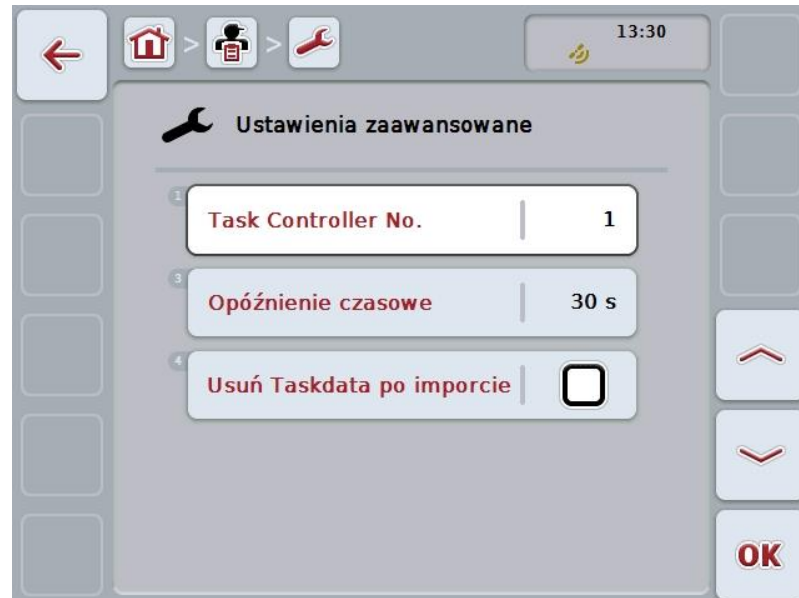 13:30
Ustawienia zaawansowane
1
Task Controller No. 1
3
Opóźnienie czasowe 30 s
4
Usuń Taskdata po imporcie
OK